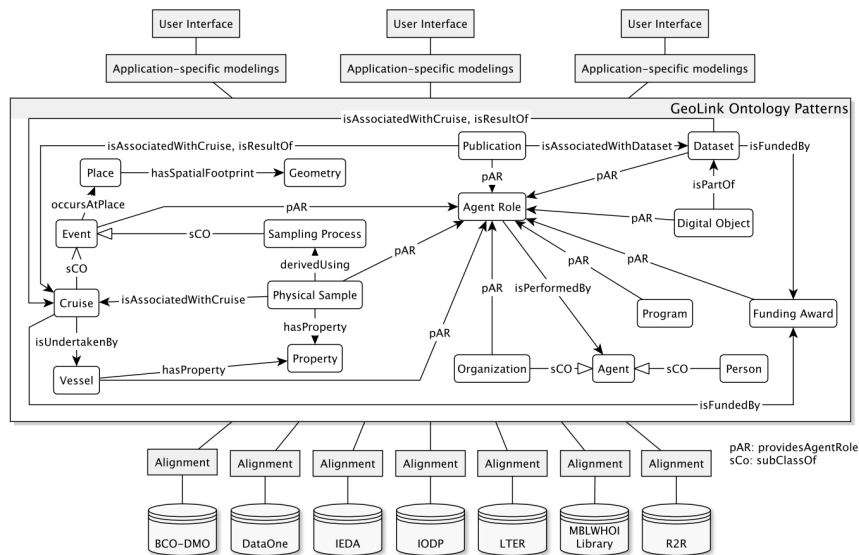 User Interface
User Interface
User Interface
Application-specific modelings
Application-specific modelings
Application-specific modelings
GeoLink Ontology Patterns
isAssociatedWithCruise, isResultOf
isAssociatedWithCruise, isResultOf
Publication
isAssociatedWithDataset
Dataset
isFundedBy
Place
hasSpatialFootprint
Geometry
pAR
pAR
isPartOf
occursAtPlace
pAR
Agent Role
pAR
Digital Object
Event
sCO
Sampling Process
sCO
derivedUsing
pAR
pAR
pAR
Cruise
isAssociatedWithCruise
Physical Sample
pAR
isPerformedBy
Program
Funding Award
isUndertakenBy
hasProperty
pAR
Property
Vessel
hasProperty
Organization
sCO
Agent
sCO
Person
isFundedBy
pAR: providesAgentRole
sCo: subClassOf
Alignment
Alignment
Alignment
Alignment
Alignment
Alignment
Alignment
BCO-DMO
DataOne
IEDA
IODP
LTER
MBLWHOI
Library
R2R